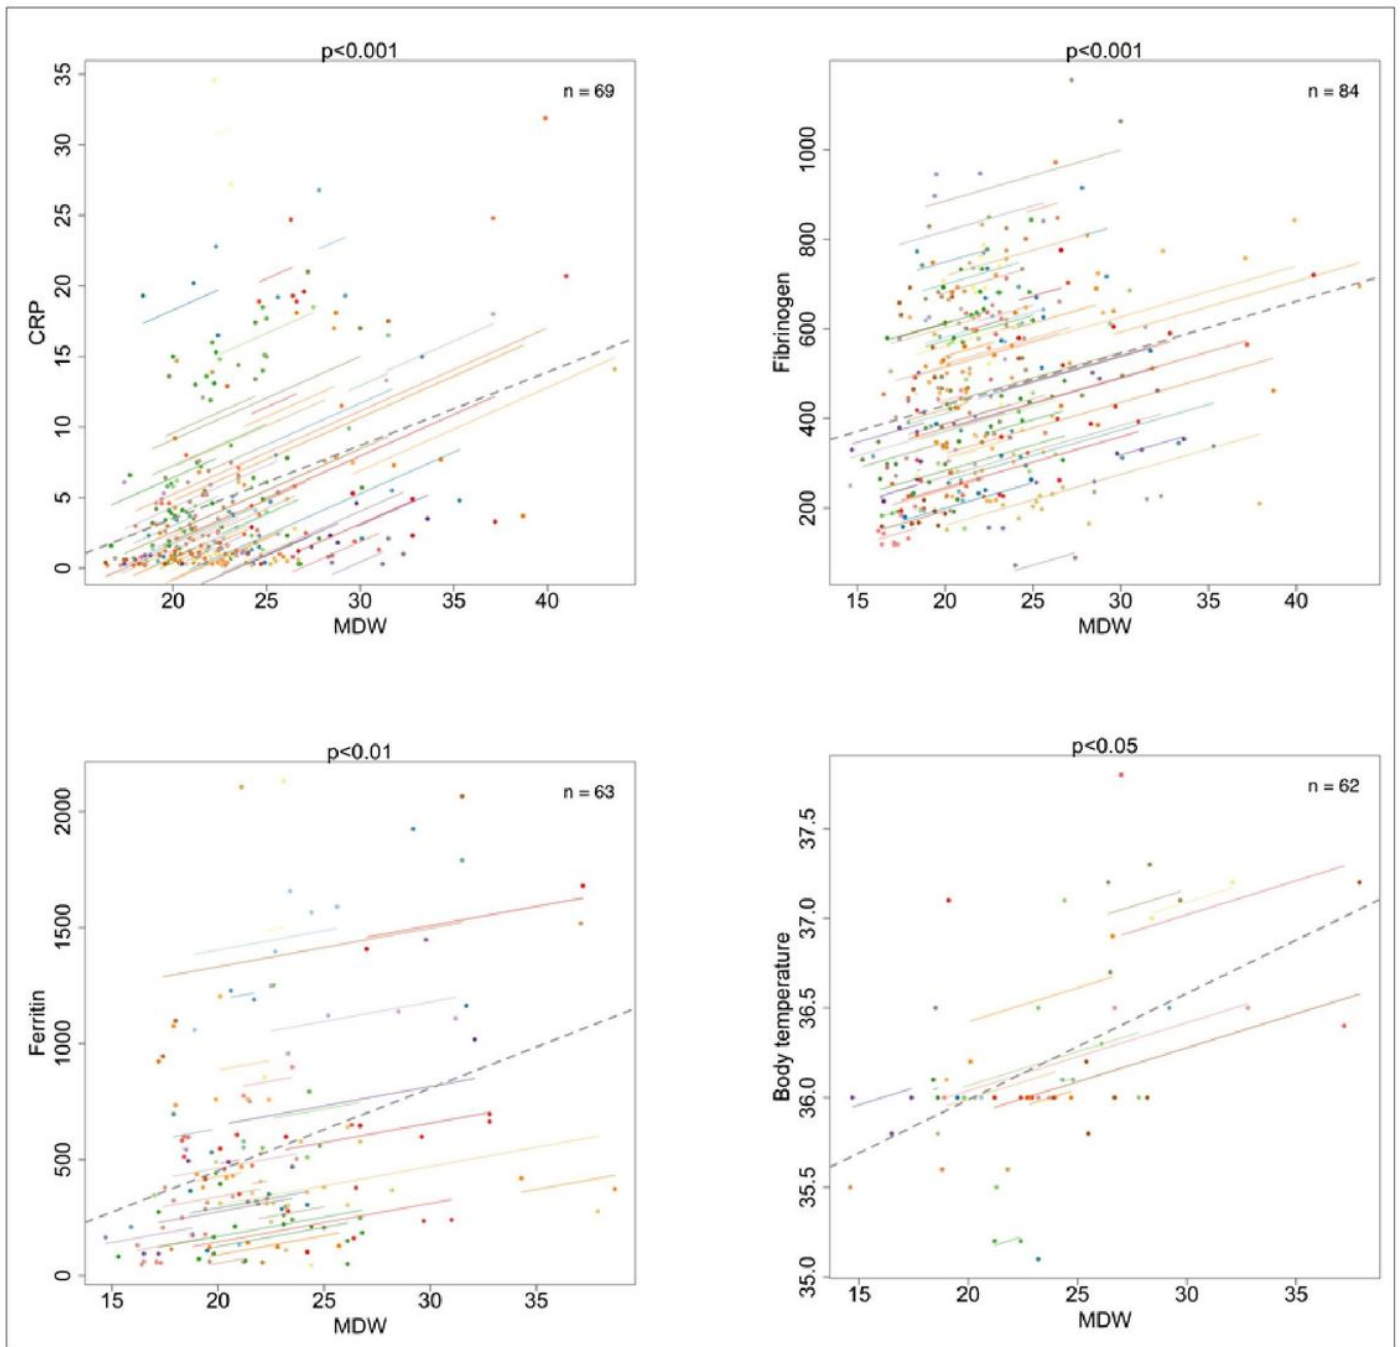 p<0.001
n = 69
CRP
35
30
25
20
15
10
5
0
20 25 30 35 40
MDW
p<0.001
n = 84
Fibrinogen
1000
800
600
400
200
15 20 25 30 35 40
MDW
p<0.01
n = 63
Ferritin
2000
1500
1000
500
0
15 20 25 30 35
MDW
p<0.05
n = 62
Body temperature
37.5
37.0
36.5
36.0
35.5
35.0
15 20 25 30 35
MDW